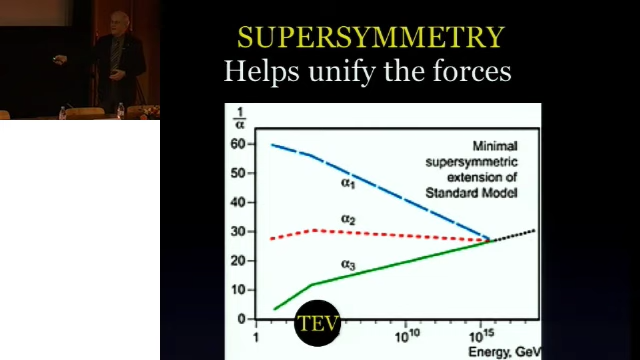 SUPERSYMMETRY
Helps unify the forces
1/α
60
50
40
30
20
10
0
Minimal
supersymmetric
extension of
Standard Model
α1
α2
α3
1
TEV
10^10
10^15
Energy, GeV